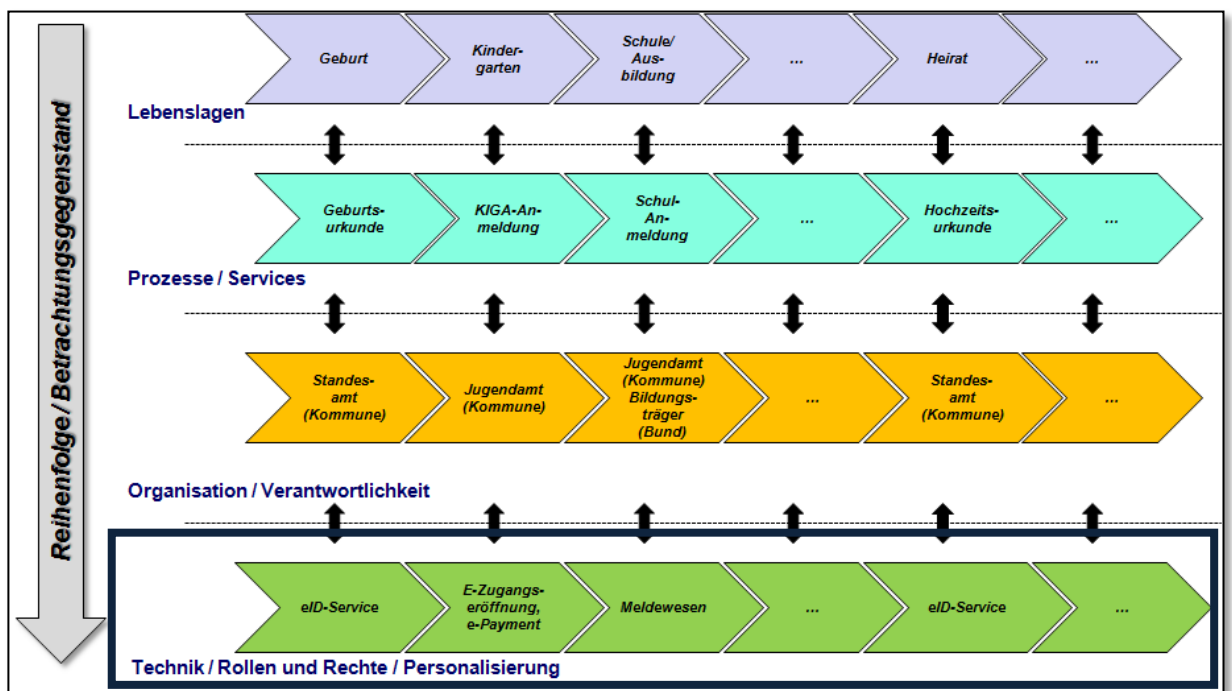 Reihenfolge / Betrachtungsgegenstand
Geburt
Kinder-
garten
Schule/
Aus-
bildung
...
Heirat
...
Lebenslagen
Geburts-
urkunde
KIGA-An-
meldung
Schul-
An-
meldung
...
Hochzeits-
urkunde
...
Prozesse / Services
Standes-
amt
(Kommune)
Jugendamt
(Kommune)
Jugendamt
(Kommune)
Bildungs-
träger
(Bund)
...
Standes-
amt
(Kommune)
...
Organisation / Verantwortlichkeit
eID-Service
E-Zugangs-
eröffnung,
e-Payment
Meldewesen
...
eID-Service
...
Technik / Rollen und Rechte / Personalisierung